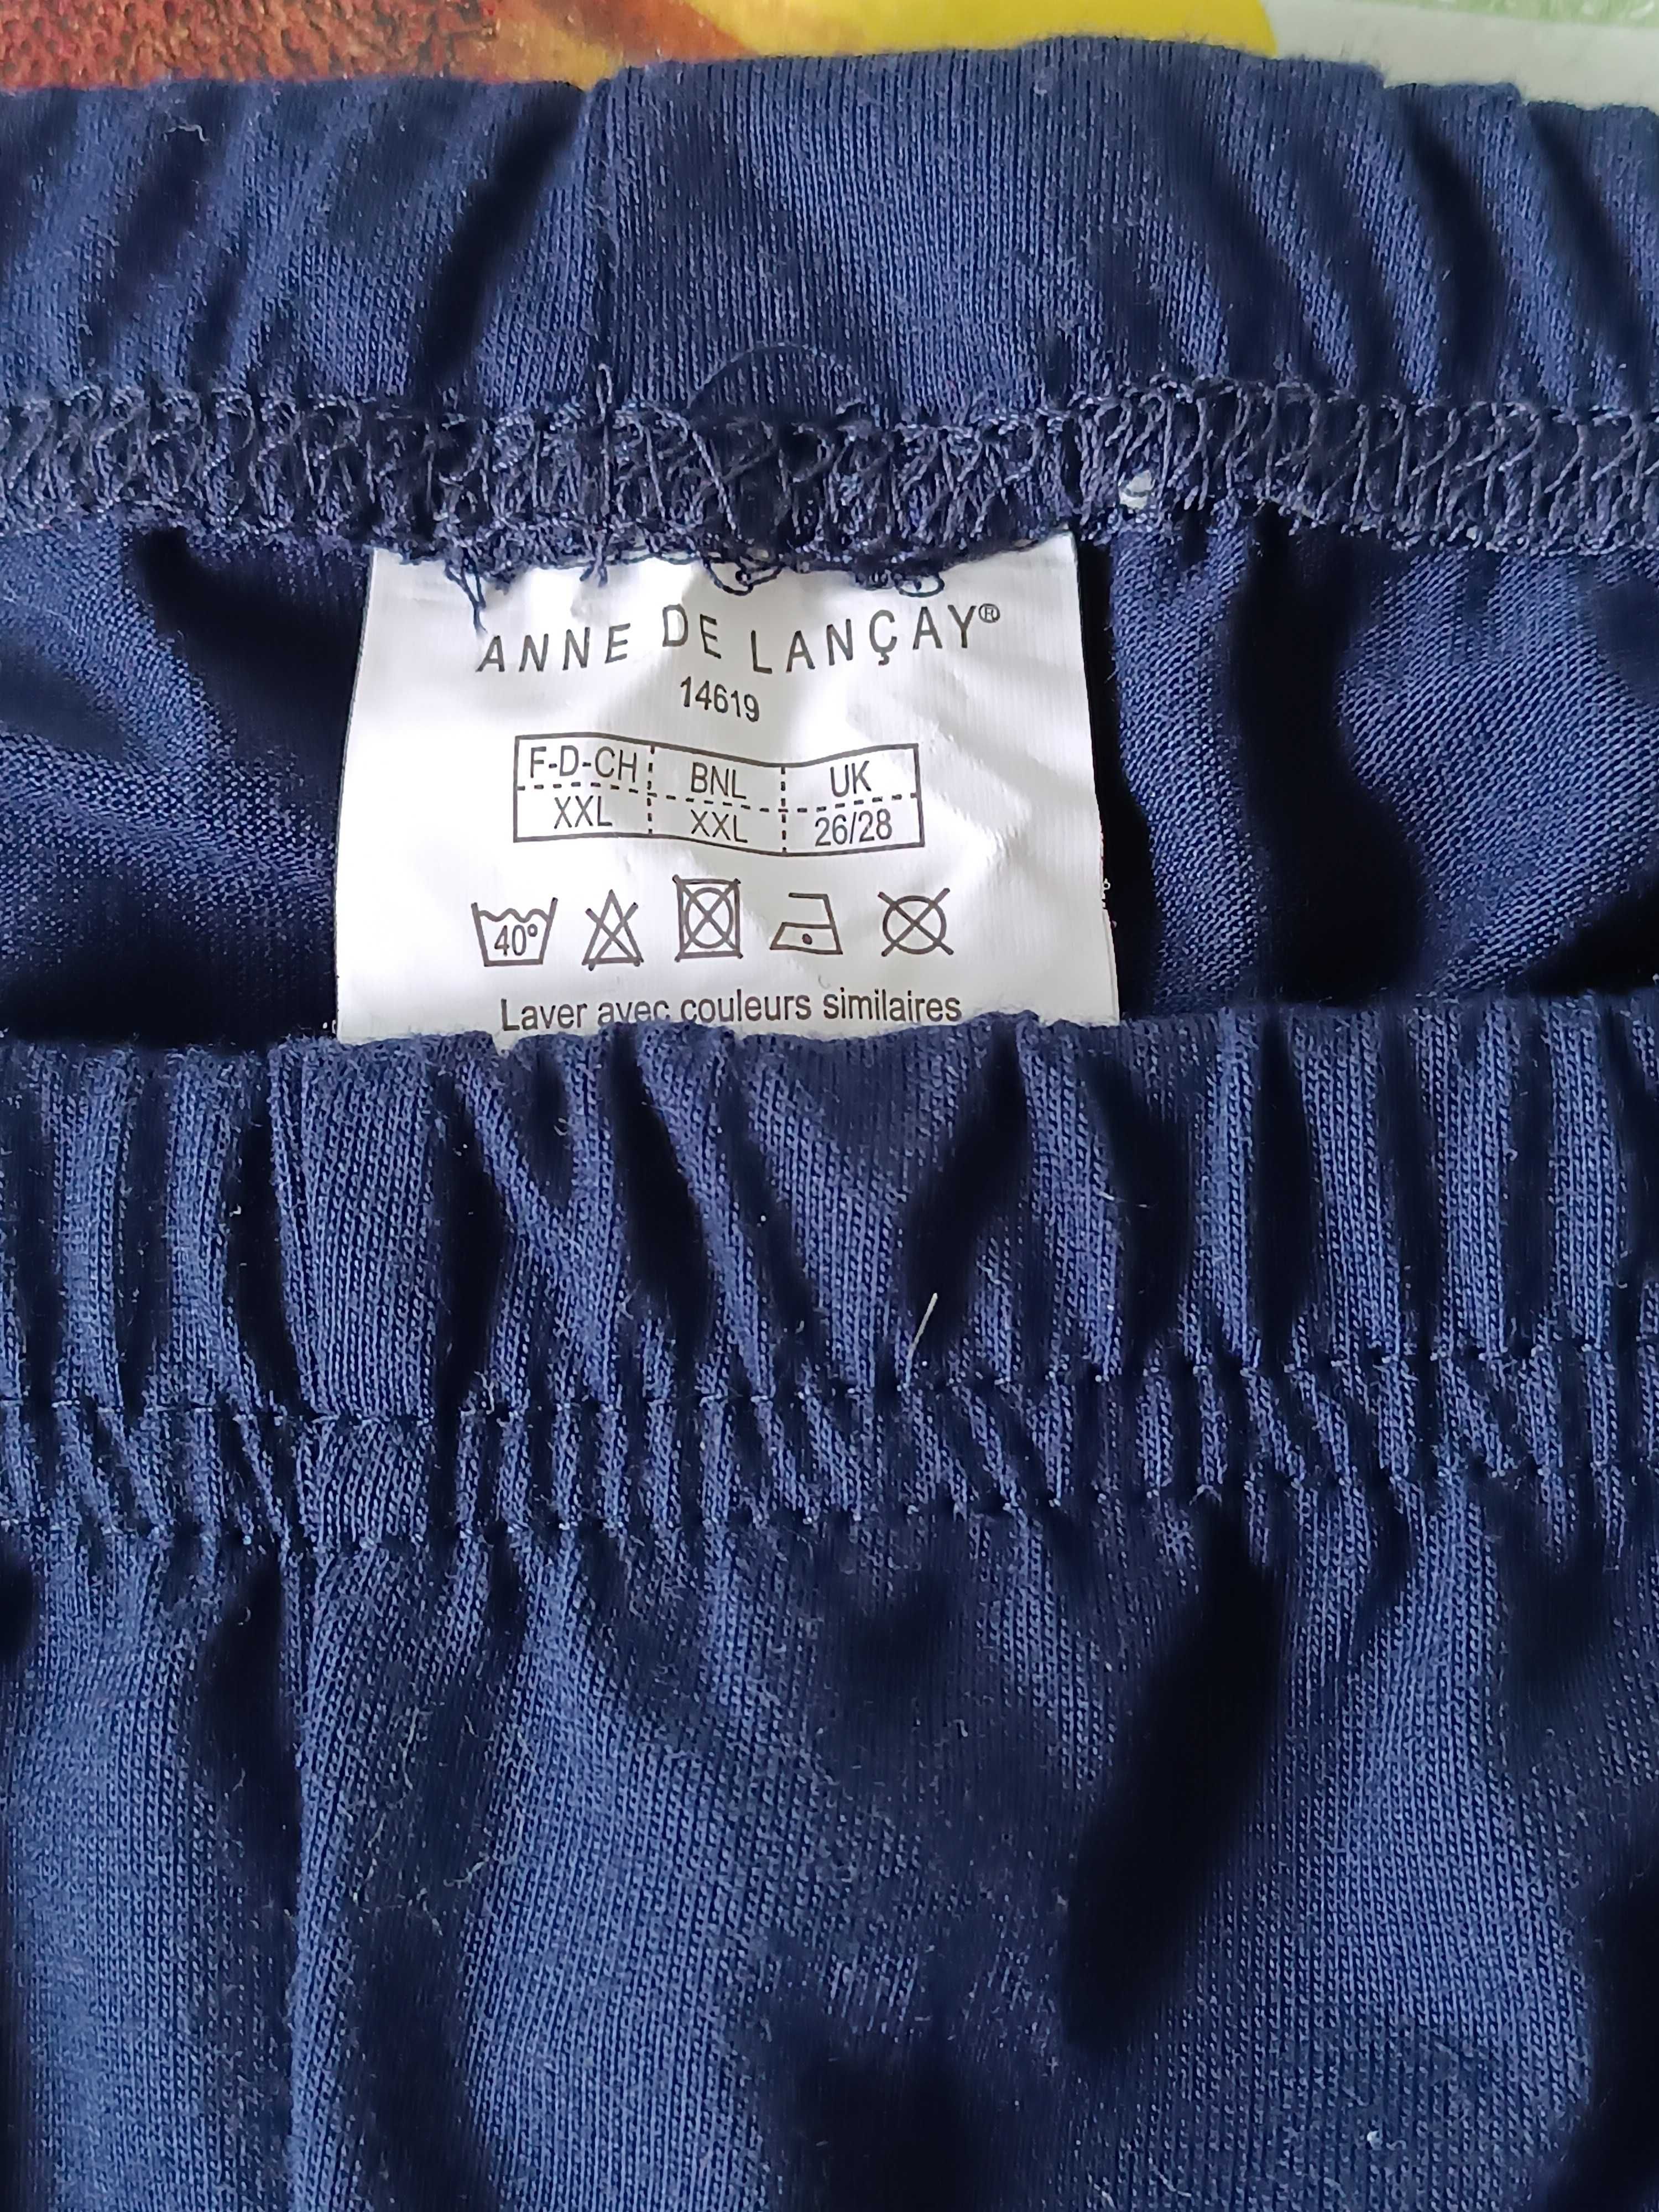 ANNE DE LANÇAY®
14619
F-D-CH BNL UK
XXL XXL 26/28
40°
Laver avec couleurs similaires